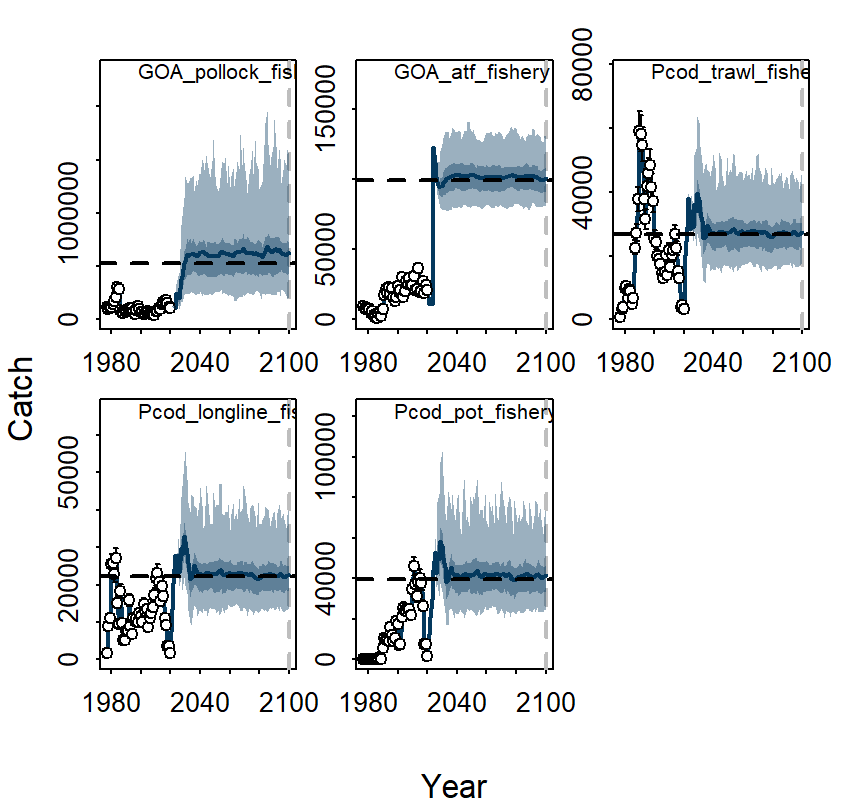 GOA_pollock_fis
GOA_atf_fishery
Pcod_trawl_fishe
0
1000000
0
50000
150000
0
40000
80000
1980 2040 2100
1980 2040 2100
1980 2040 2100
Catch
Pcod_longline_fis
Pcod_pot_fishery
0
20000
50000
0
40000
100000
1980 2040 2100
1980 2040 2100
Year